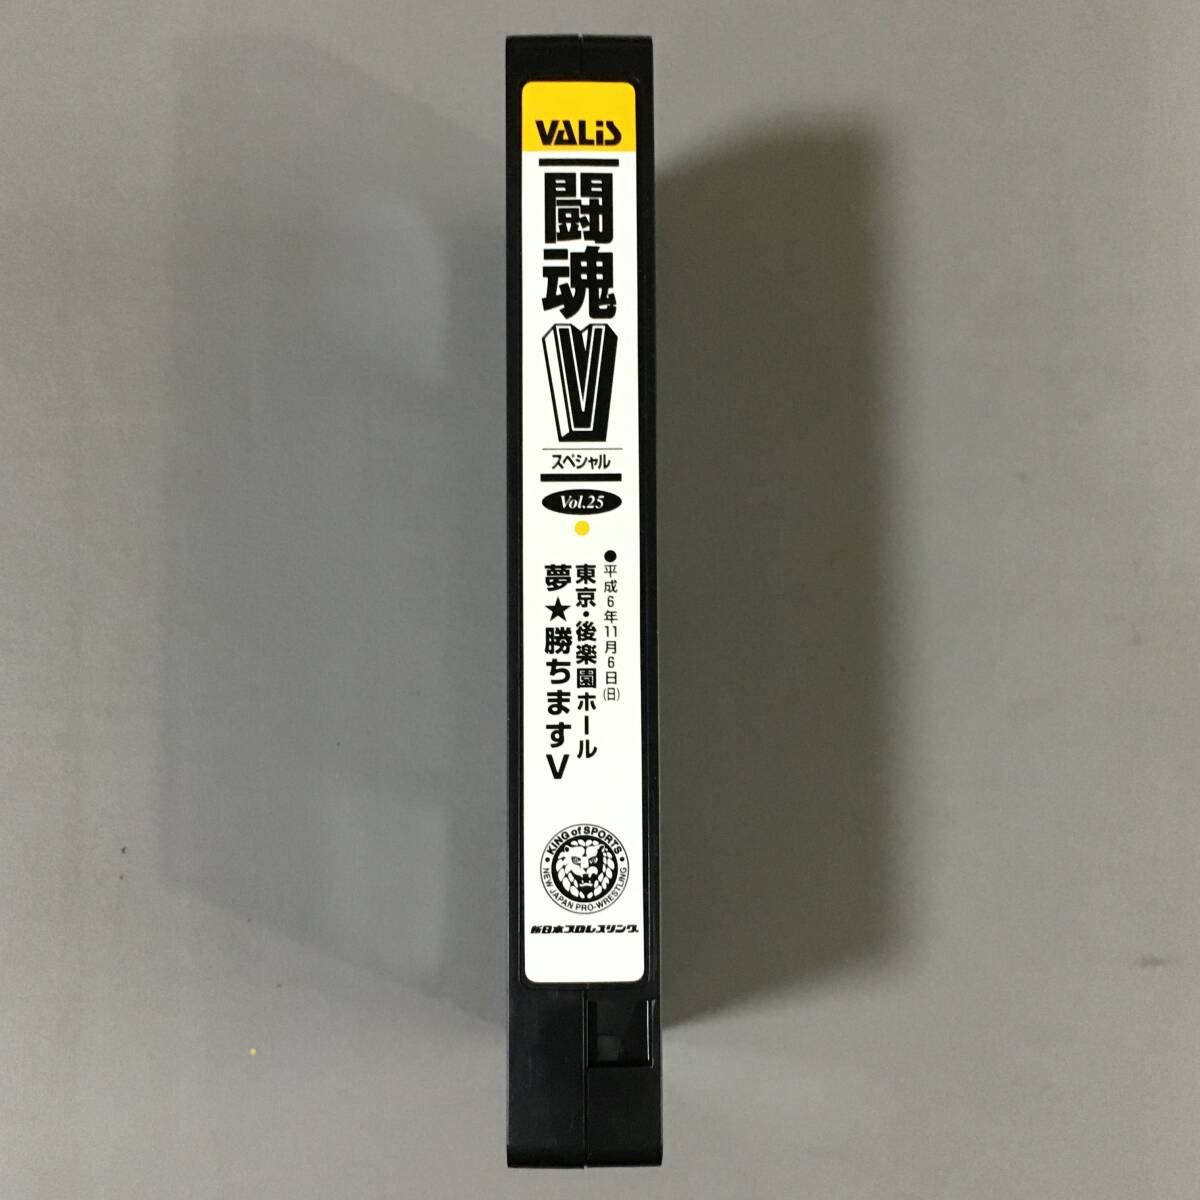 VALIS
闘魂V
スペシャル
Vol.25
●平成6年11月6日(日)
東京・後楽園ホール
夢★勝ちますV
KING of SPORTS
NEW JAPAN PRO-WRESTLING
新日本プロレスリング